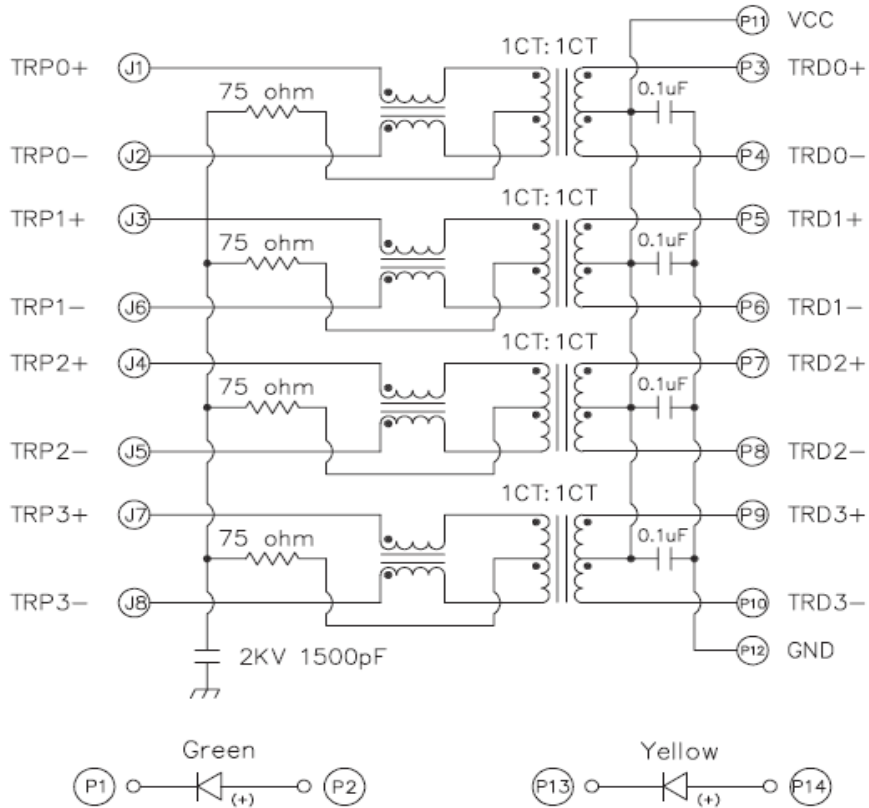 P11 VCC
1CT: 1CT
TRP0+ J1 P3 TRD0+
75 ohm 0.1uF
TRP0- J2 P4 TRD0-
1CT: 1CT
TRP1+ J3 P5 TRD1+
75 ohm 0.1uF
TRP1- J6 P6 TRD1-
1CT: 1CT
TRP2+ J4 P7 TRD2+
75 ohm 0.1uF
TRP2- J5 P8 TRD2-
1CT: 1CT
TRP3+ J7 P9 TRD3+
75 ohm 0.1uF
TRP3- J8 P10 TRD3-
2KV 1500pF P12 GND
Green Yellow
P1 (+) P2 P13 (+) P14